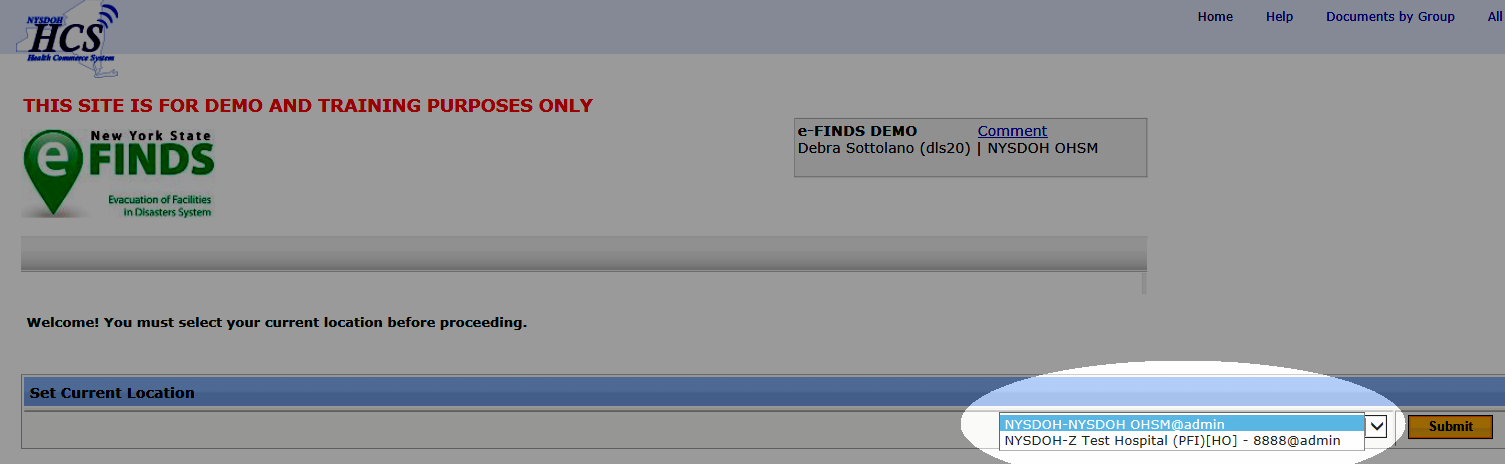 NYSDOH
HCS
Health Commerce System
Home Help Documents by Group All
THIS SITE IS FOR DEMO AND TRAINING PURPOSES ONLY
New York State
e FINDS
Evacuation of Facilities
in Disasters System
e-FINDS DEMO Comment
Debra Sottolano (dls20) | NYSDOH OHSM
Welcome! You must select your current location before proceeding.
Set Current Location
NYSDOH-NYSDOH OHSM@admin
NYSDOH-Z Test Hospital (PFI)[HO] - 8888@admin
Submit